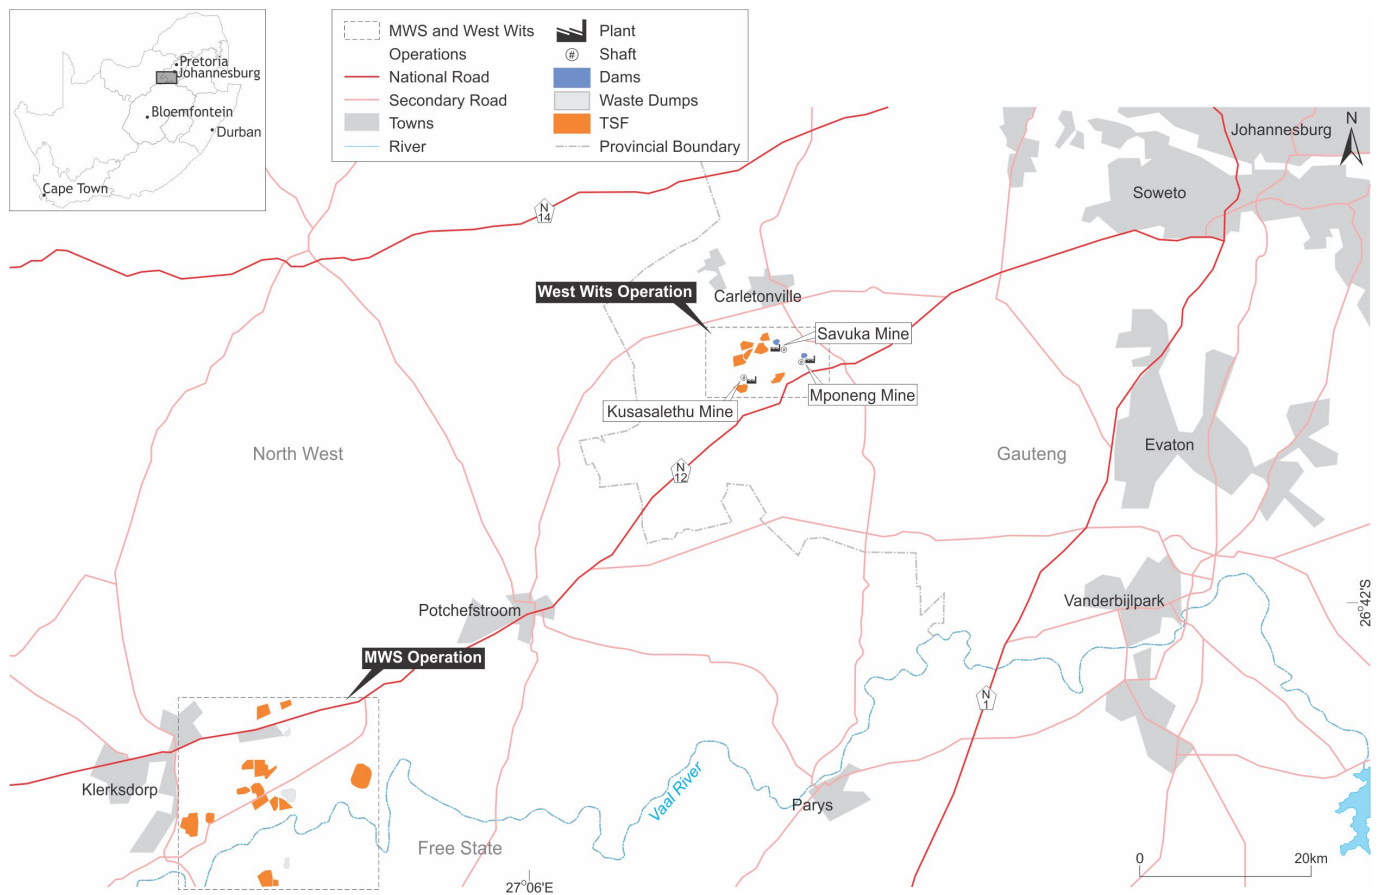 Pretoria
Johannesburg
Bloemfontein
Durban
Cape Town
MWS and West Wits
Operations
National Road
Secondary Road
Towns
River
Plant
#
Shaft
Dams
Waste Dumps
TSF
Provincial Boundary
Johannesburg
N
Soweto
N
14
West Wits Operation
Carletonville
Savuka Mine
Mponeng Mine
Kusasalethu Mine
North West
Gauteng
Evaton
N
12
Potchefstroom
Vanderbijlpark
26°42'S
MWS Operation
N
1
Klerksdorp
Vaal River
Parys
Free State
0
20km
27°06'E